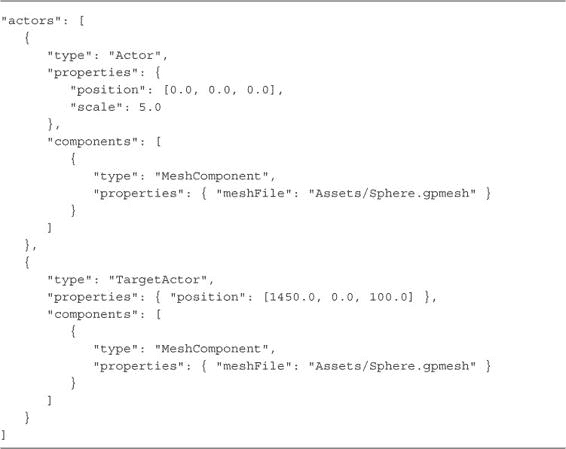 "actors": [
   {
      "type": "Actor",
      "properties": {
         "position": [0.0, 0.0, 0.0],
         "scale": 5.0
      },
      "components": [
         {
            "type": "MeshComponent",
            "properties": { "meshFile": "Assets/Sphere.gpmesh" }
         }
      ]
   },
   {
      "type": "TargetActor",
      "properties": { "position": [1450.0, 0.0, 100.0] },
      "components": [
         {
            "type": "MeshComponent",
            "properties": { "meshFile": "Assets/Sphere.gpmesh" }
         }
      ]
   }
]